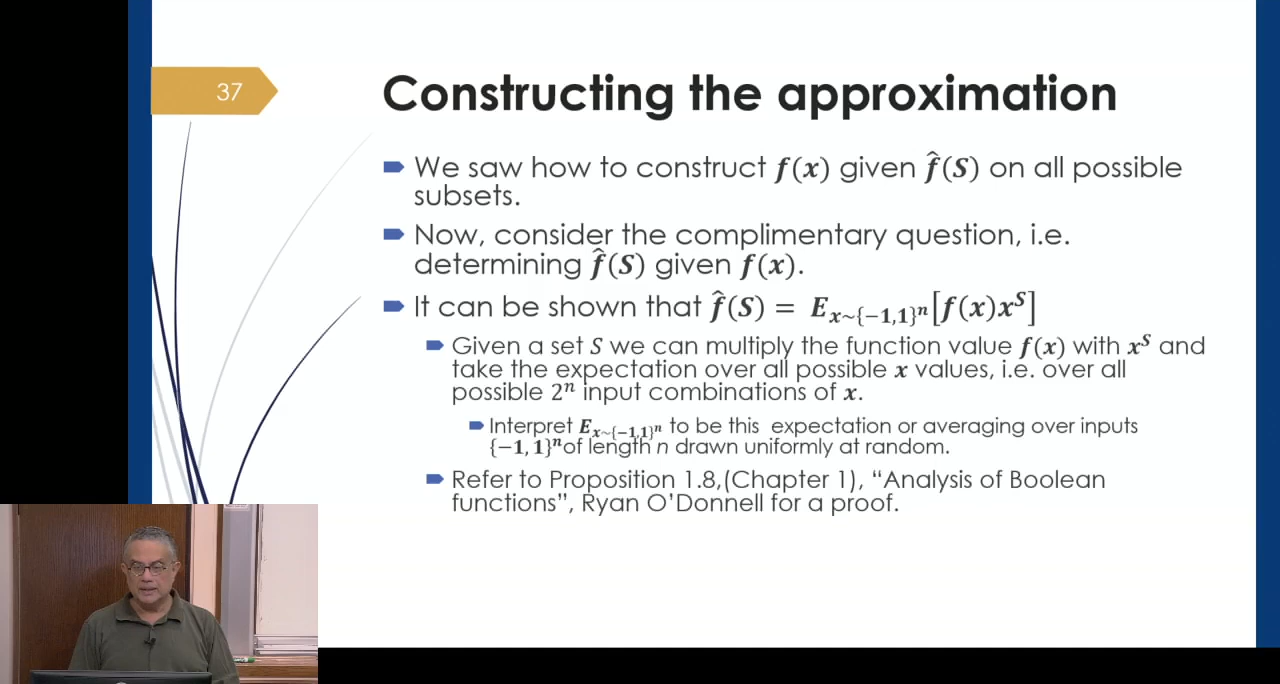 37
Constructing the approximation
We saw how to construct f(x) given f̂(S) on all possible
subsets.
Now, consider the complimentary question, i.e.
determining f̂(S) given f(x).
It can be shown that f̂(S) = E_{x~{−1,1}^n}[f(x)x^S]
Given a set S we can multiply the function value f(x) with x^S and
take the expectation over all possible x values, i.e. over all
possible 2^n input combinations of x.
Interpret E_{x~{−1,1}^n} to be this expectation or averaging over inputs
{−1, 1}^n of length n drawn uniformly at random.
Refer to Proposition 1.8,(Chapter 1), “Analysis of Boolean
functions”, Ryan O’Donnell for a proof.